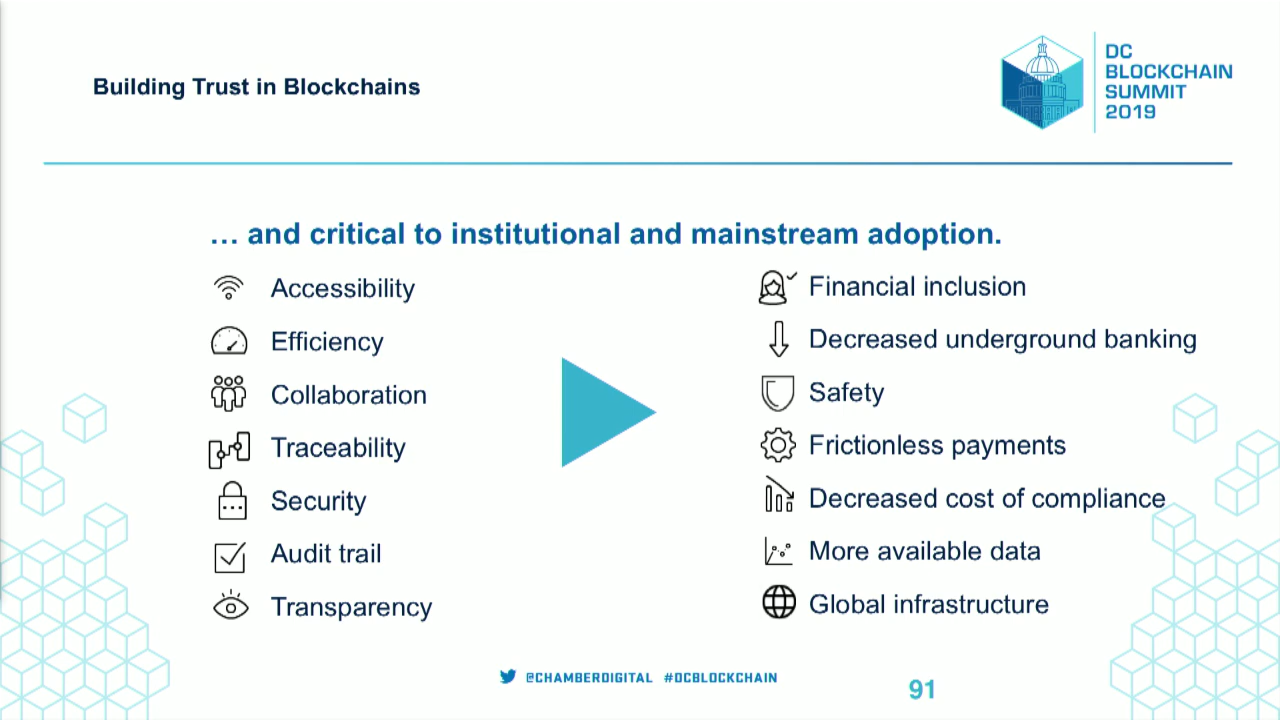 Building Trust in Blockchains
DC
BLOCKCHAIN
SUMMIT
2019
… and critical to institutional and mainstream adoption.
Accessibility
Efficiency
Collaboration
Traceability
Security
Audit trail
Transparency
Financial inclusion
Decreased underground banking
Safety
Frictionless payments
Decreased cost of compliance
More available data
Global infrastructure
@CHAMBERDIGITAL #DCBLOCKCHAIN
91